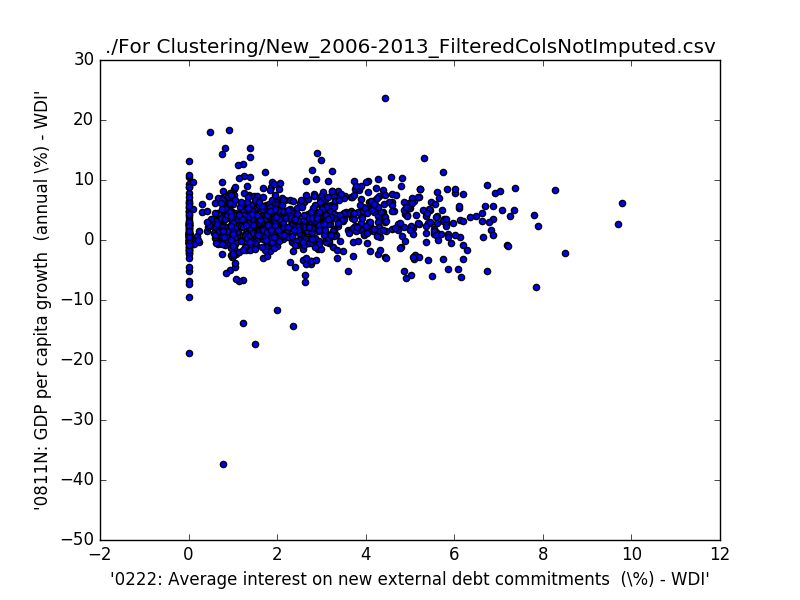 ./For Clustering/New_2006-2013_FilteredColsNotImputed.csv
30
20
10
0
−10
−20
−30
−40
−50
'0811N: GDP per capita growth  (annual \%) - WDI'
−2 0 2 4 6 8 10 12
'0222: Average interest on new external debt commitments  (\%) - WDI'